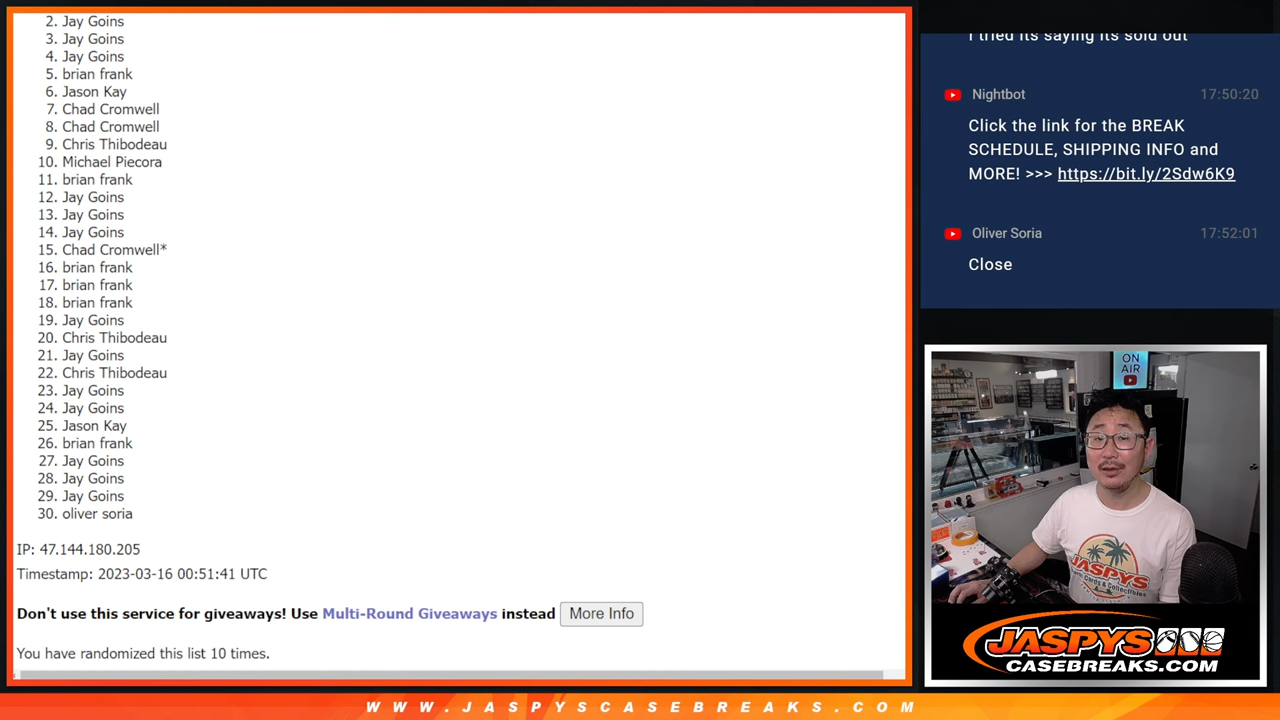 2. Jay Goins
3. Jay Goins
4. Jay Goins
5. brian frank
6. Jason Kay
7. Chad Cromwell
8. Chad Cromwell
9. Chris Thibodeau
10. Michael Piecora
11. brian frank
12. Jay Goins
13. Jay Goins
14. Jay Goins
15. Chad Cromwell*
16. brian frank
17. brian frank
18. brian frank
19. Jay Goins
20. Chris Thibodeau
21. Jay Goins
22. Chris Thibodeau
23. Jay Goins
24. Jay Goins
25. Jason Kay
26. brian frank
27. Jay Goins
28. Jay Goins
29. Jay Goins
30. oliver soria
IP: 47.144.180.205
Timestamp: 2023-03-16 00:51:41 UTC
Don't use this service for giveaways! Use Multi-Round Giveaways instead More Info
You have randomized this list 10 times.
I tried its saying its sold out
Nightbot 17:50:20
Click the link for the BREAK
SCHEDULE, SHIPPING INFO and
MORE! >>> https://bit.ly/2Sdw6K9
Oliver Soria 17:52:01
Close
ON
AIR
JASPYS
JASPYS
CASEBREAKS.COM
WWW.JASPYSCASEBREAKS.COM